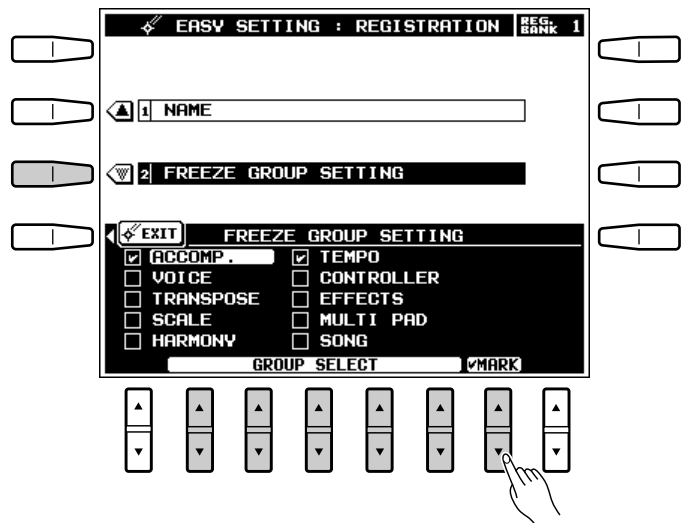 EASY SETTING : REGISTRATION REG. BANK 1
1 NAME
2 FREEZE GROUP SETTING
EXIT FREEZE GROUP SETTING
ACCOMP. TEMPO
VOICE CONTROLLER
TRANSPOSE EFFECTS
SCALE MULTI PAD
HARMONY SONG
GROUP SELECT ✔MARK